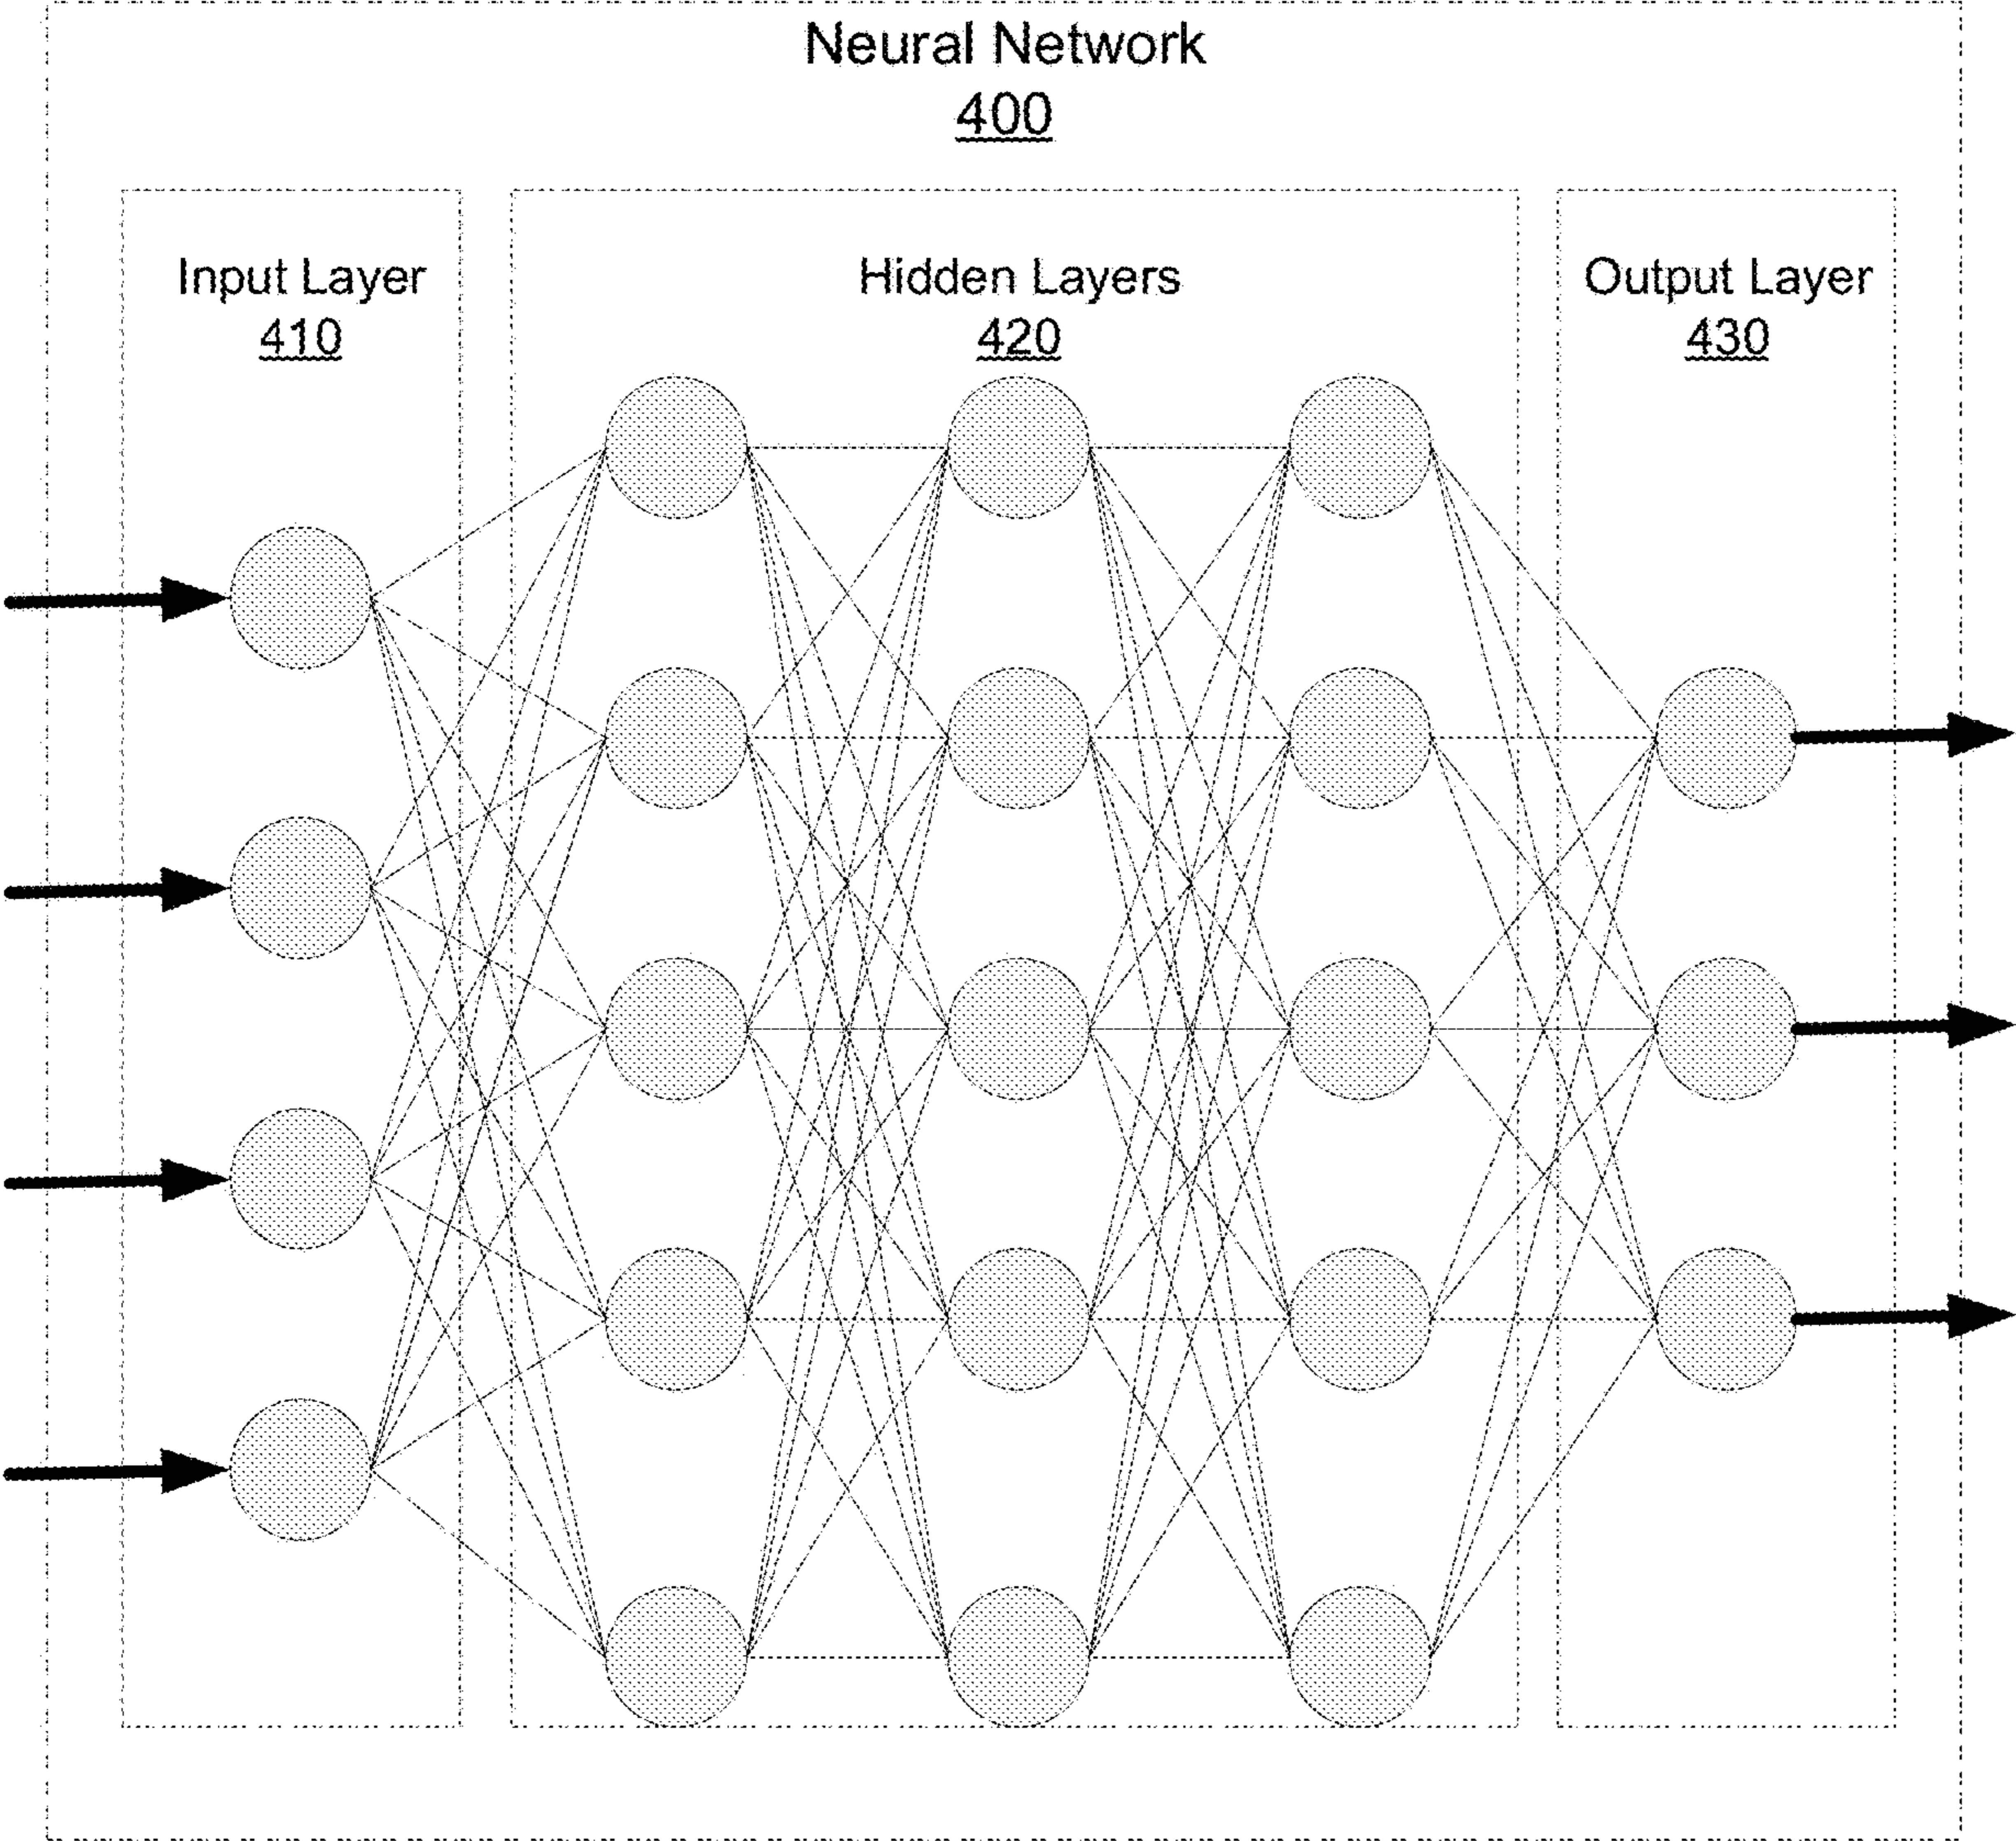 Neural Network
400
Input Layer
410
Hidden Layers
420
Output Layer
430